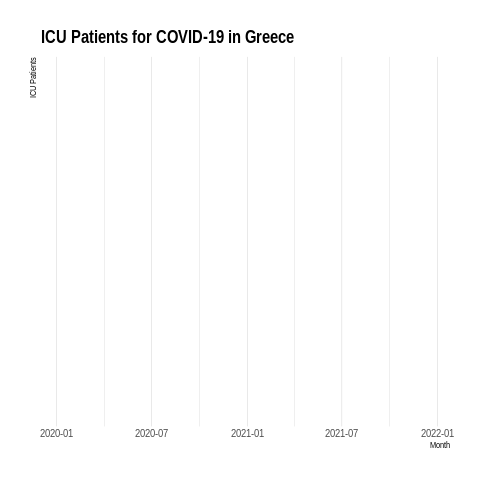 ICU Patients for COVID-19 in Greece
ICU Patients
2020-01 2020-07 2021-01 2021-07 2022-01
Month